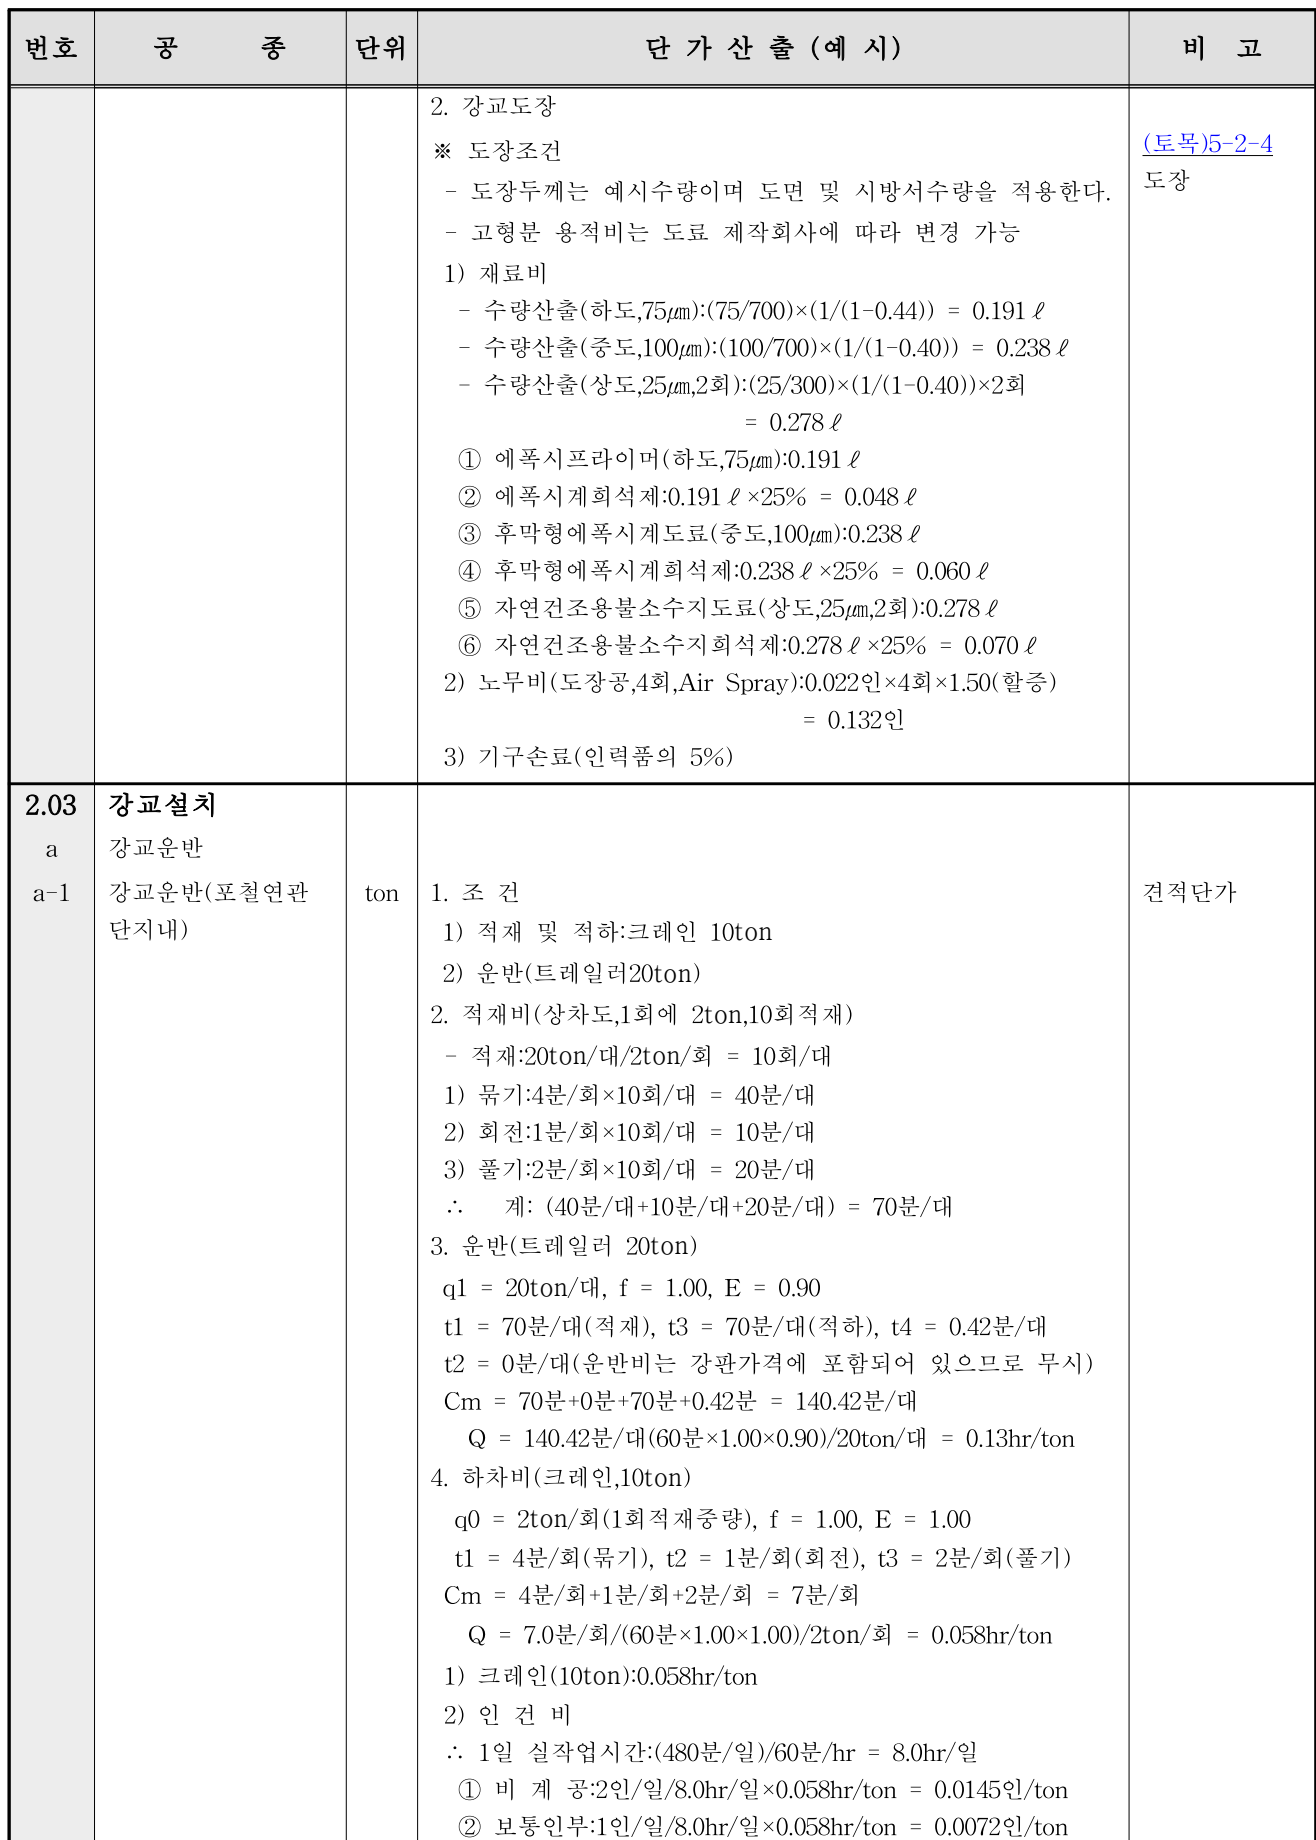 번호 공 종 단위 단 가 산 출 (예 시) 비 고
2. 강교도장
※ 도장조건
(토목)5-2-4
도장
- 도장두께는 예시수량이며 도면 및 시방서수량을 적용한다.
- 고형분 용적비는 도료 제작회사에 따라 변경 가능
1) 재료비
- 수량산출(하도,75㎛):(75/700)×(1/(1-0.44)) = 0.191ℓ
- 수량산출(중도,100㎛):(100/700)×(1/(1-0.40)) = 0.238ℓ
- 수량산출(상도,25㎛,2회):(25/300)×(1/(1-0.40))×2회
= 0.278ℓ
① 에폭시프라이머(하도,75㎛):0.191ℓ
② 에폭시계희석제:0.191ℓ×25% = 0.048ℓ
③ 후막형에폭시계도료(중도,100㎛):0.238ℓ
④ 후막형에폭시계희석제:0.238ℓ×25% = 0.060ℓ
⑤ 자연건조용불소수지도료(상도,25㎛,2회):0.278ℓ
⑥ 자연건조용불소수지희석제:0.278ℓ×25% = 0.070ℓ
2) 노무비(도장공,4회,Air Spray):0.022인×4회×1.50(할증)
= 0.132인
3) 기구손료(인력품의 5%)
2.03 강교설치
a 강교운반
a-1 강교운반(포철연관 ton 1. 조 건 견적단가
단지내) 1) 적재 및 적하:크레인 10ton
2) 운반(트레일러20ton)
2. 적재비(상차도,1회에 2ton,10회적재)
- 적재:20ton/대/2ton/회 = 10회/대
1) 묶기:4분/회×10회/대 = 40분/대
2) 회전:1분/회×10회/대 = 10분/대
3) 풀기:2분/회×10회/대 = 20분/대
∴ 계: (40분/대+10분/대+20분/대) = 70분/대
3. 운반(트레일러 20ton)
q1 = 20ton/대, f = 1.00, E = 0.90
t1 = 70분/대(적재), t3 = 70분/대(적하), t4 = 0.42분/대
t2 = 0분/대(운반비는 강판가격에 포함되어 있으므로 무시)
Cm = 70분+0분+70분+0.42분 = 140.42분/대
Q = 140.42분/대(60분×1.00×0.90)/20ton/대 = 0.13hr/ton
4. 하차비(크레인,10ton)
q0 = 2ton/회(1회적재중량), f = 1.00, E = 1.00
t1 = 4분/회(묶기), t2 = 1분/회(회전), t3 = 2분/회(풀기)
Cm = 4분/회+1분/회+2분/회 = 7분/회
Q = 7.0분/회/(60분×1.00×1.00)/2ton/회 = 0.058hr/ton
1) 크레인(10ton):0.058hr/ton
2) 인 건 비
∴ 1일 실작업시간:(480분/일)/60분/hr = 8.0hr/일
① 비 계 공:2인/일/8.0hr/일×0.058hr/ton = 0.0145인/ton
② 보통인부:1인/일/8.0hr/일×0.058hr/ton = 0.0072인/ton